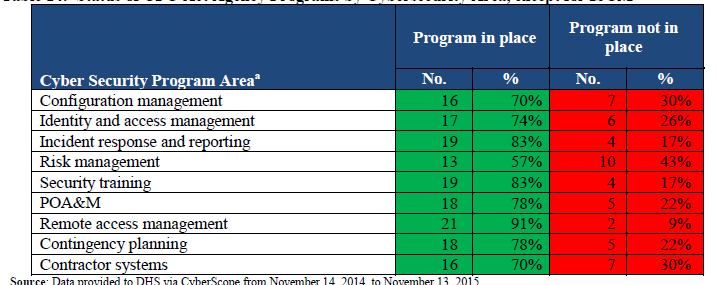 Program in place Program not in
place
Cyber Security Program Areaᵃ No. % No. %
Configuration management 16 70% 7 30%
Identity and access management 17 74% 6 26%
Incident response and reporting 19 83% 4 17%
Risk management 13 57% 10 43%
Security training 19 83% 4 17%
POA&M 18 78% 5 22%
Remote access management 21 91% 2 9%
Contingency planning 18 78% 5 22%
Contractor systems 16 70% 7 30%
Source: Data provided to DHS via CyberScope from November 14, 2014, to November 13, 2015